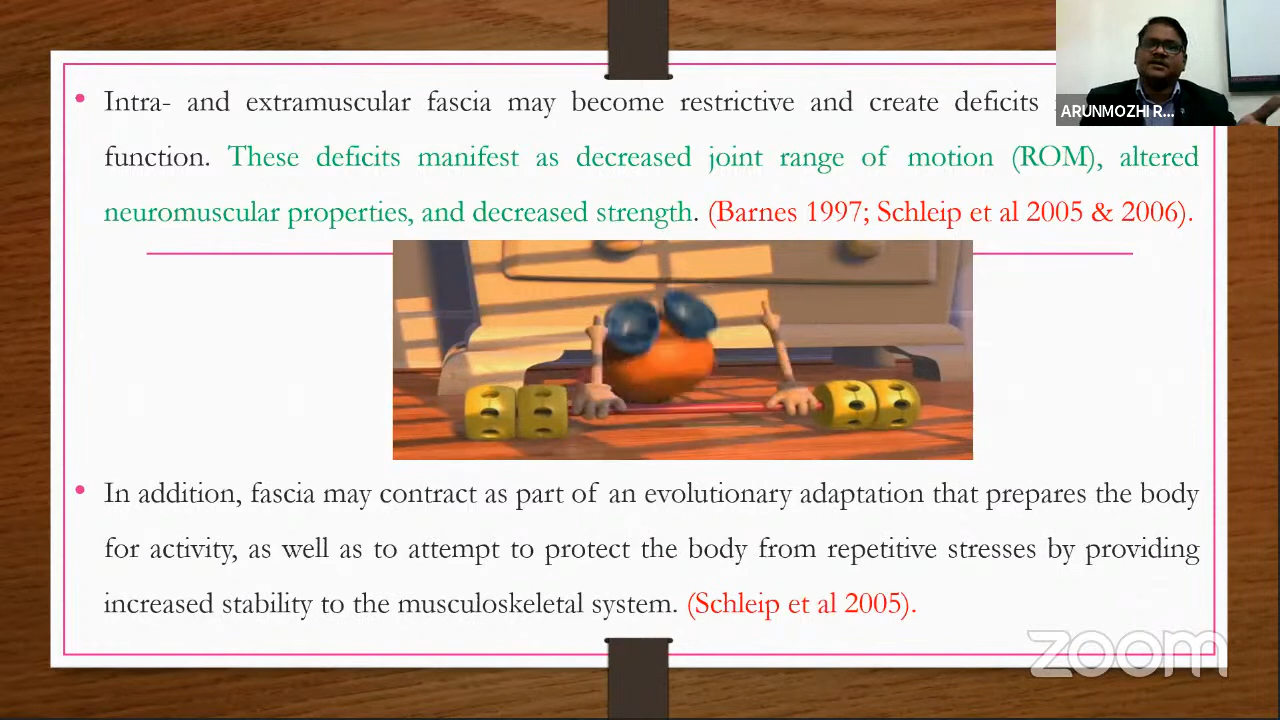 • Intra- and extramuscular fascia may become restrictive and create deficits
function. These deficits manifest as decreased joint range of motion (ROM), altered
neuromuscular properties, and decreased strength. (Barnes 1997; Schleip et al 2005 & 2006).
• In addition, fascia may contract as part of an evolutionary adaptation that prepares the body
for activity, as well as to attempt to protect the body from repetitive stresses by providing
increased stability to the musculoskeletal system. (Schleip et al 2005).
ARUNMOZHI R...
zoom